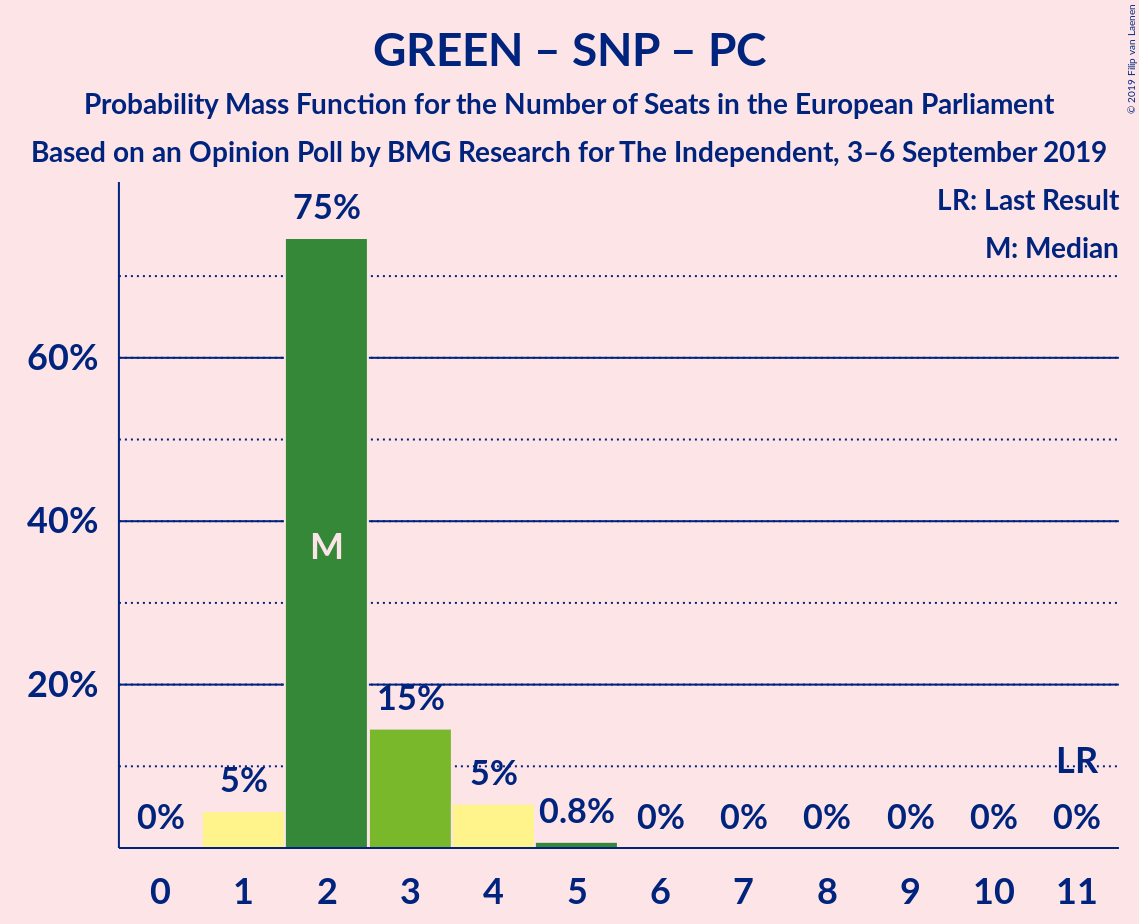 GREEN – SNP – PC
Probability Mass Function for the Number of Seats in the European Parliament
Based on an Opinion Poll by BMG Research for The Independent, 3–6 September 2019
© 2019 Filip van Laenen
LR: Last Result
M: Median
75%
60%
40%
M
20%
15%
LR
5%
5%
0%
0.8%
0%
0%
0%
0%
0%
0%
0 1 2 3 4 5 6 7 8 9 10 11